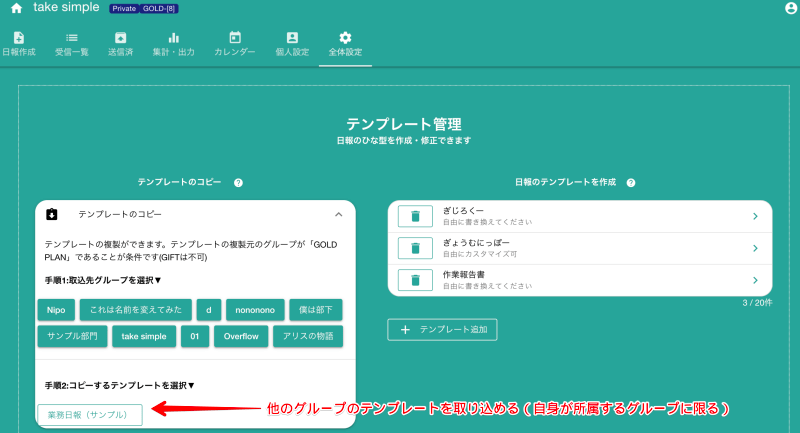 take simple Private GOLD-[8]
日報作成 受信一覧 送信済 集計・出力 カレンダー 個人設定 全体設定
テンプレート管理
日報のひな型を作成・修正できます
テンプレートのコピー ?
テンプレートのコピー
テンプレートの複製ができます。テンプレートの複製元のグループが「GOLD
PLAN」であることが条件です(GIFTは不可)
手順1:取込先グループを選択▼
Nipo これは名前を変えてみた d nononono 僕は部下
サンプル部門 take simple 01 Overflow アリスの物語
手順2:コピーするテンプレートを選択▼
業務日報（サンプル）
他のグループのテンプレートを取り込める（自身が所属するグループに限る）
日報のテンプレートを作成 ?
ぎじろくー
自由に書き換えてください
ぎょうむにっぽー
自由にカスタマイズ可
作業報告書
自由に書き換えてください
3 / 20件
＋ テンプレート追加